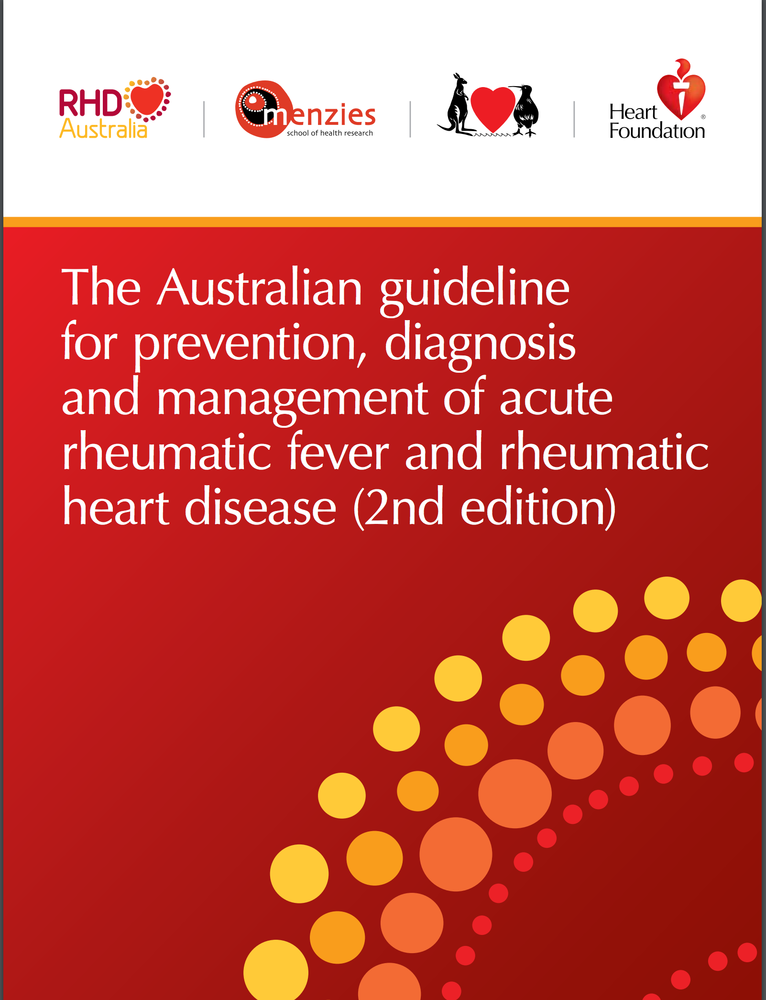 RHD
Australia
menzies
school of health research
Heart
Foundation
®
The Australian guideline
for prevention, diagnosis
and management of acute
rheumatic fever and rheumatic
heart disease (2nd edition)